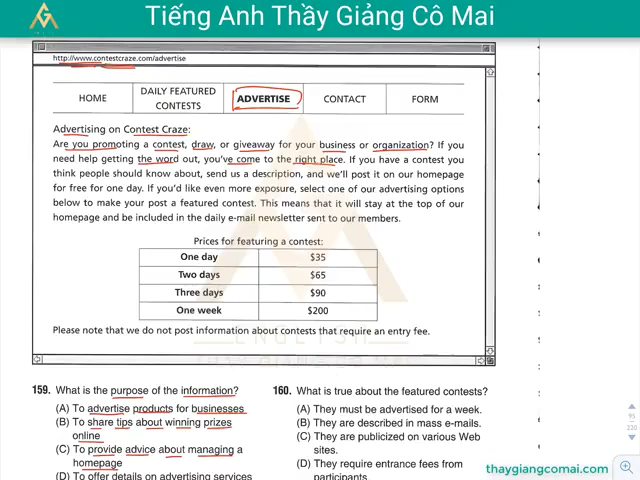 Tiếng Anh Thầy Giảng Cô Mai
http://www.contestcraze.com/advertise
HOME
DAILY FEATURED
CONTESTS
ADVERTISE
CONTACT
FORM
Advertising on Contest Craze:
Are you promoting a contest, draw, or giveaway for your business or organization? If you
need help getting the word out, you've come to the right place. If you have a contest you
think people should know about, send us a description, and we'll post it on our homepage
for free for one day. If you'd like even more exposure, select one of our advertising options
below to make your post a featured contest. This means that it will stay at the top of our
homepage and be included in the daily e-mail newsletter sent to our members.
Prices for featuring a contest:
One day $35
Two days $65
Three days $90
One week $200
Please note that we do not post information about contests that require an entry fee.
ENGLISH
THẦY GIẢNG CÔ MAI
159. What is the purpose of the information?
(A) To advertise products for businesses
(B) To share tips about winning prizes
online
(C) To provide advice about managing a
homepage
(D) To offer details on advertising services
160. What is true about the featured contests?
(A) They must be advertised for a week.
(B) They are described in mass e-mails.
(C) They are publicized on various Web
sites.
(D) They require entrance fees from
participants.
95
220
thaygiangcomai.com